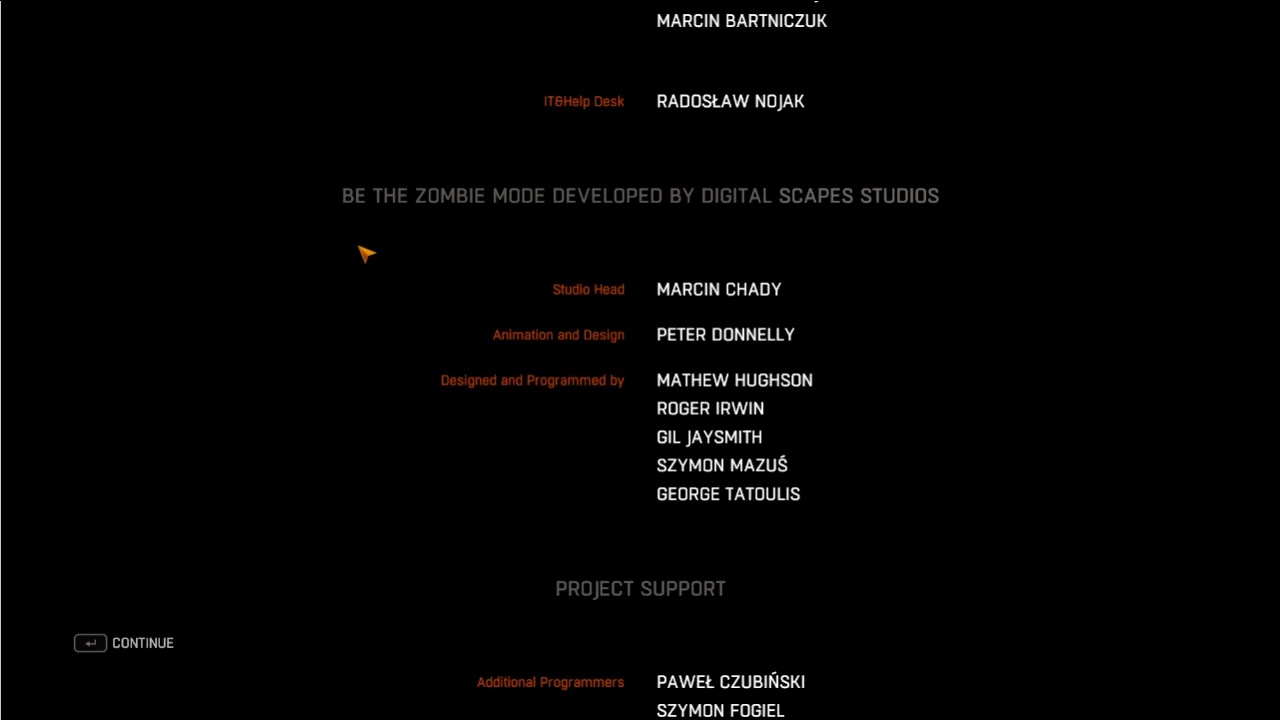 MARCIN BARTNICZUK
IT&Help Desk RADOSŁAW NOJAK
BE THE ZOMBIE MODE DEVELOPED BY DIGITAL SCAPES STUDIOS
Studio Head MARCIN CHADY
Animation and Design PETER DONNELLY
Designed and Programmed by MATHEW HUGHSON
ROGER IRWIN
GIL JAYSMITH
SZYMON MAZUŚ
GEORGE TATOULIS
PROJECT SUPPORT
CONTINUE
Additional Programmers PAWEŁ CZUBIŃSKI
SZYMON FOGIEL